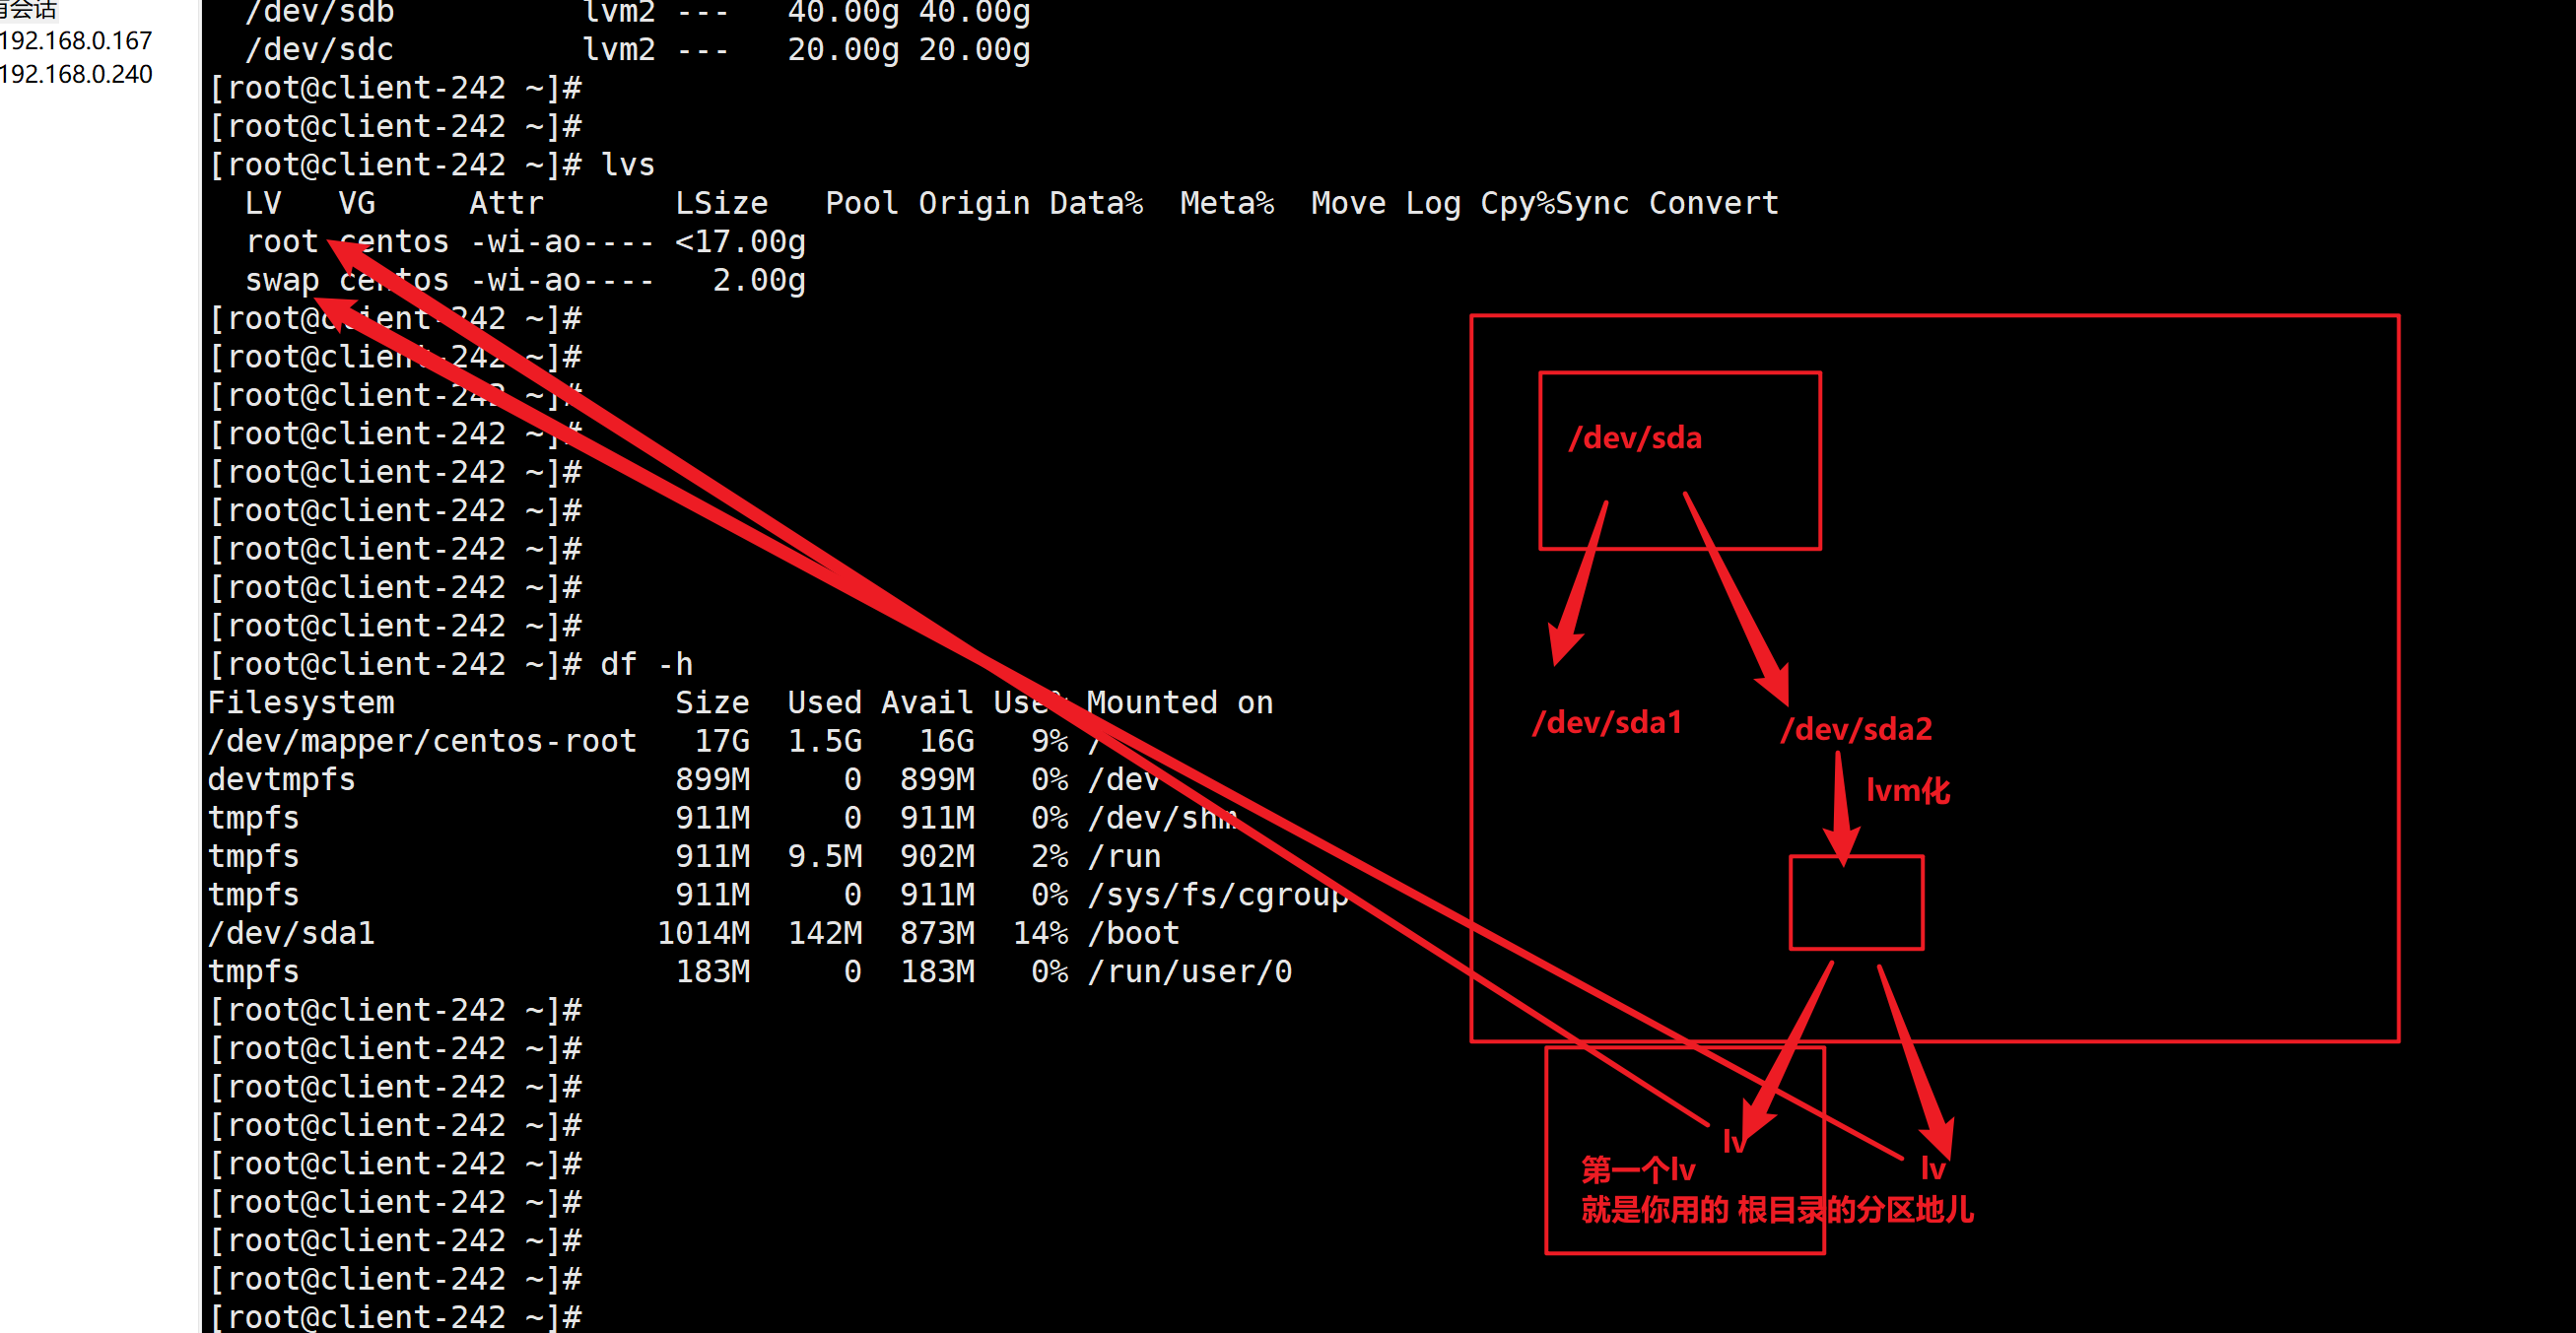 有会话
192.168.0.167
192.168.0.240
/dev/sdb lvm2 --- 40.00g 40.00g
/dev/sdc lvm2 --- 20.00g 20.00g
[root@client-242 ~]#
[root@client-242 ~]#
[root@client-242 ~]# lvs
LV VG Attr LSize Pool Origin Data% Meta% Move Log Cpy%Sync Convert
root centos -wi-ao---- <17.00g
swap centos -wi-ao---- 2.00g
[root@client-242 ~]#
[root@client-242 ~]#
[root@client-242 ~]#
[root@client-242 ~]#
[root@client-242 ~]#
[root@client-242 ~]#
[root@client-242 ~]#
[root@client-242 ~]#
[root@client-242 ~]#
[root@client-242 ~]# df -h
Filesystem Size Used Avail Use% Mounted on
/dev/mapper/centos-root 17G 1.5G 16G 9% /
devtmpfs 899M 0 899M 0% /dev
tmpfs 911M 0 911M 0% /dev/shm
tmpfs 911M 9.5M 902M 2% /run
tmpfs 911M 0 911M 0% /sys/fs/cgroup
/dev/sda1 1014M 142M 873M 14% /boot
tmpfs 183M 0 183M 0% /run/user/0
[root@client-242 ~]#
[root@client-242 ~]#
[root@client-242 ~]#
[root@client-242 ~]#
[root@client-242 ~]#
[root@client-242 ~]#
[root@client-242 ~]#
[root@client-242 ~]#
[root@client-242 ~]#
/dev/sda
/dev/sda1
/dev/sda2
lvm化
lv
lv
第一个lv
就是你用的 根目录的分区地儿